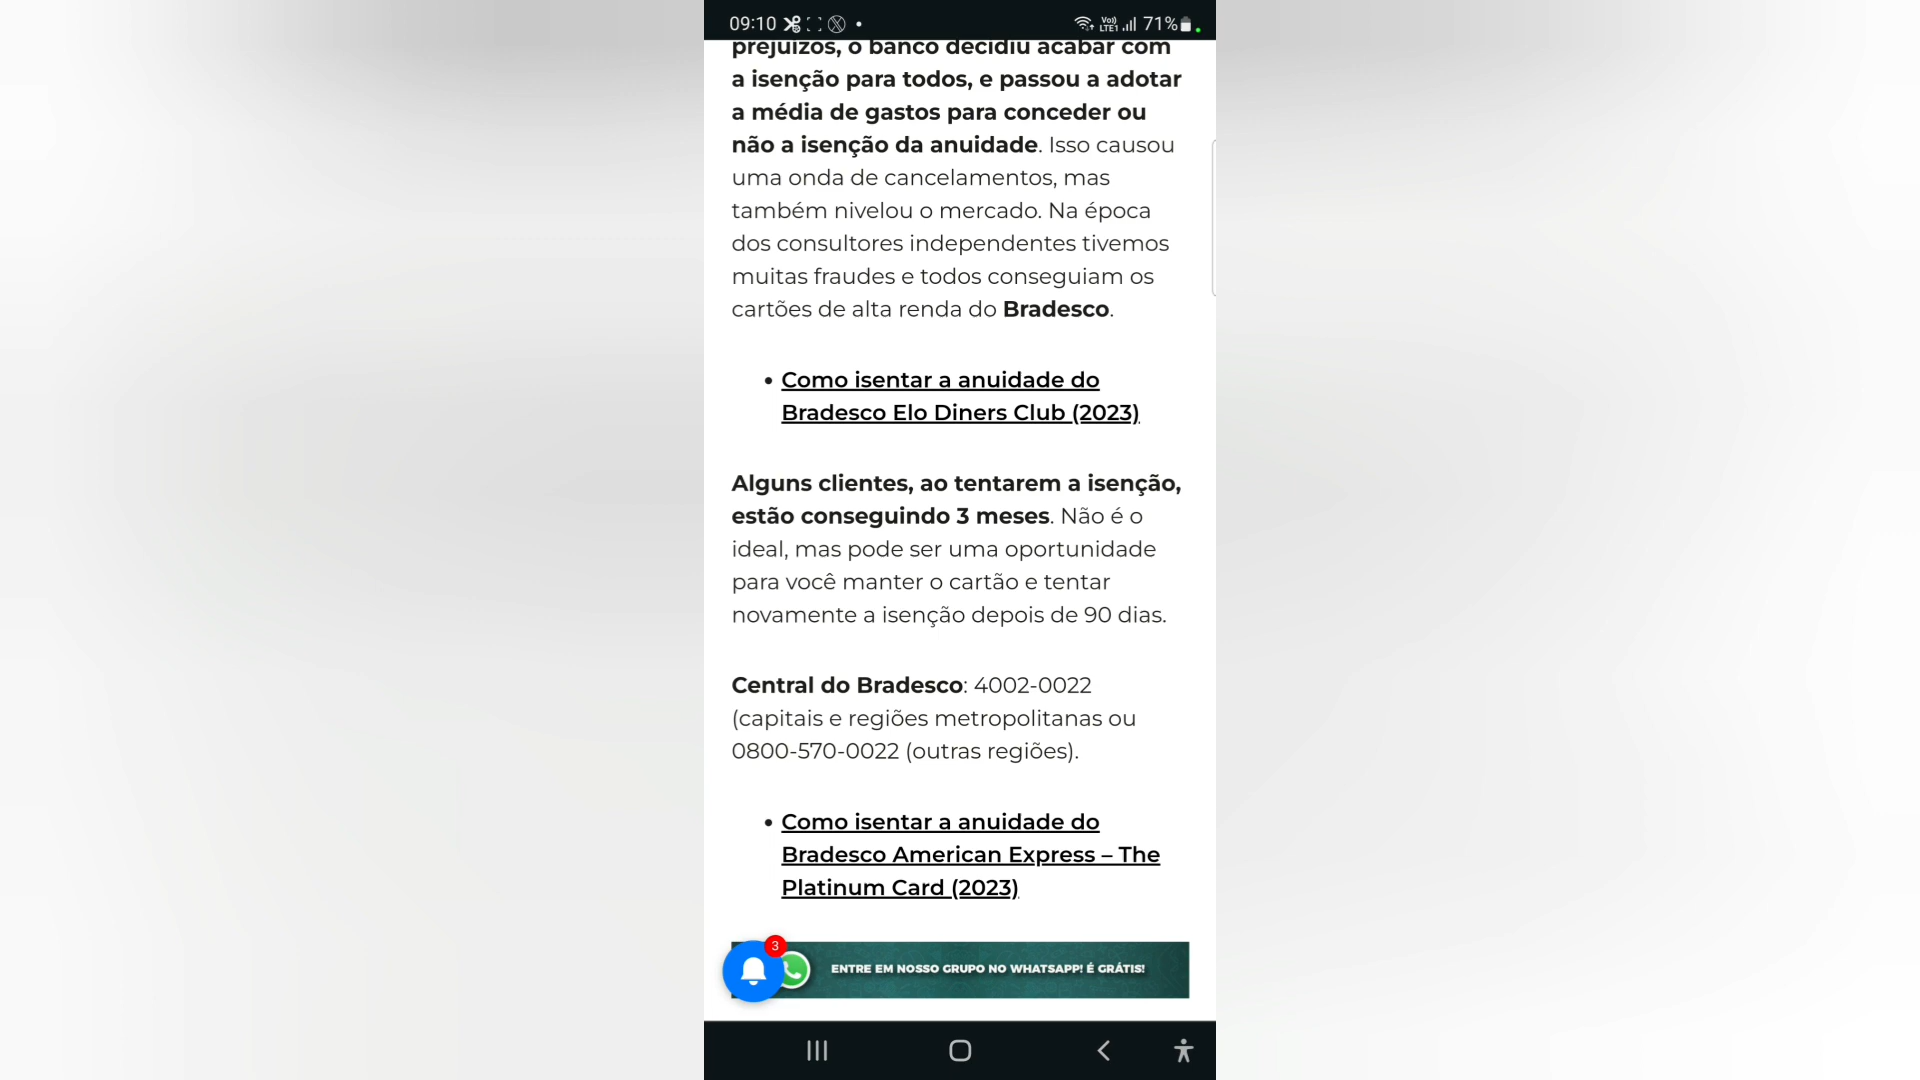 09:10
VoLTE1
71%
prejuízos, o banco decidiu acabar com
a isenção para todos, e passou a adotar
a média de gastos para conceder ou
não a isenção da anuidade. Isso causou
uma onda de cancelamentos, mas
também nivelou o mercado. Na época
dos consultores independentes tivemos
muitas fraudes e todos conseguiam os
cartões de alta renda do Bradesco.
• Como isentar a anuidade do
Bradesco Elo Diners Club (2023)
Alguns clientes, ao tentarem a isenção,
estão conseguindo 3 meses. Não é o
ideal, mas pode ser uma oportunidade
para você manter o cartão e tentar
novamente a isenção depois de 90 dias.
Central do Bradesco: 4002-0022
(capitais e regiões metropolitanas ou
0800-570-0022 (outras regiões).
• Como isentar a anuidade do
Bradesco American Express – The
Platinum Card (2023)
3
ENTRE EM NOSSO GRUPO NO WHATSAPP! É GRÁTIS!